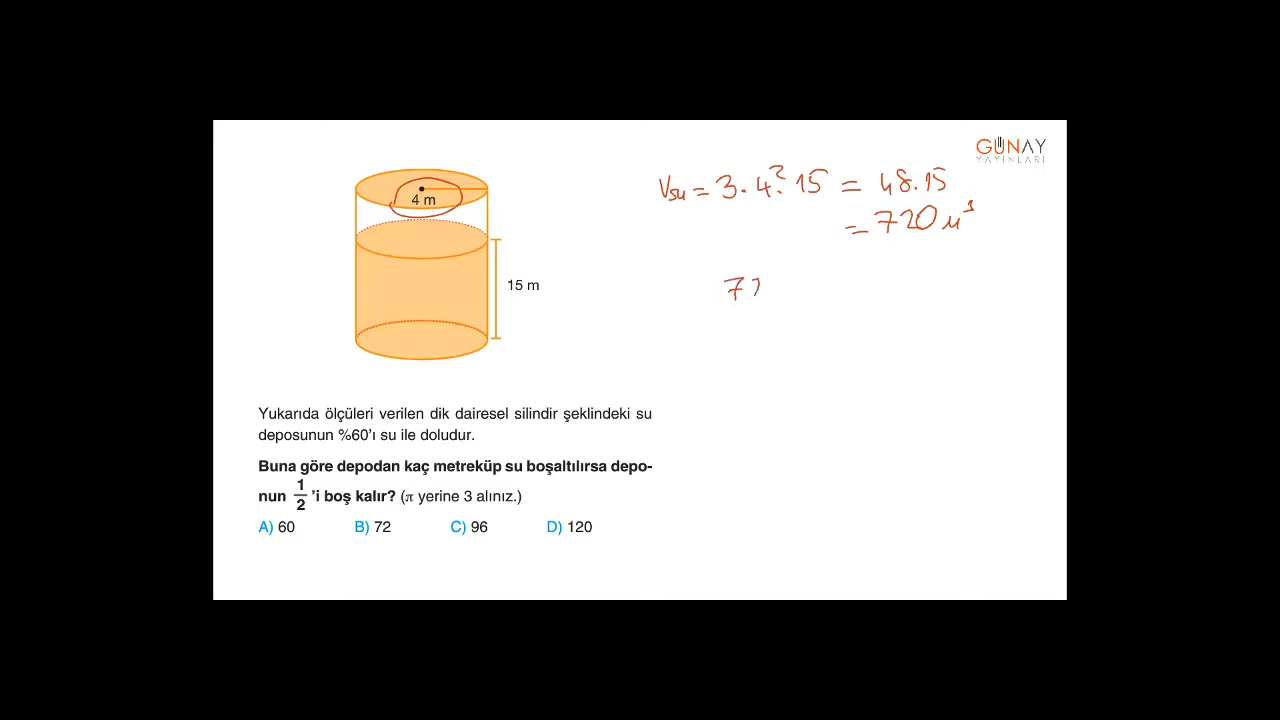 GÜNAY
YAYINLARI
4 m
15 m
Vsu = 3 . 4² . 15 = 48 . 15
= 720 m³
7
Yukarıda ölçüleri verilen dik dairesel silindir şeklindeki su
deposunun %60'ı su ile doludur.
Buna göre depodan kaç metreküp su boşaltılırsa depo-
nun 1/2 'i boş kalır? (π yerine 3 alınız.)
A) 60 B) 72 C) 96 D) 120